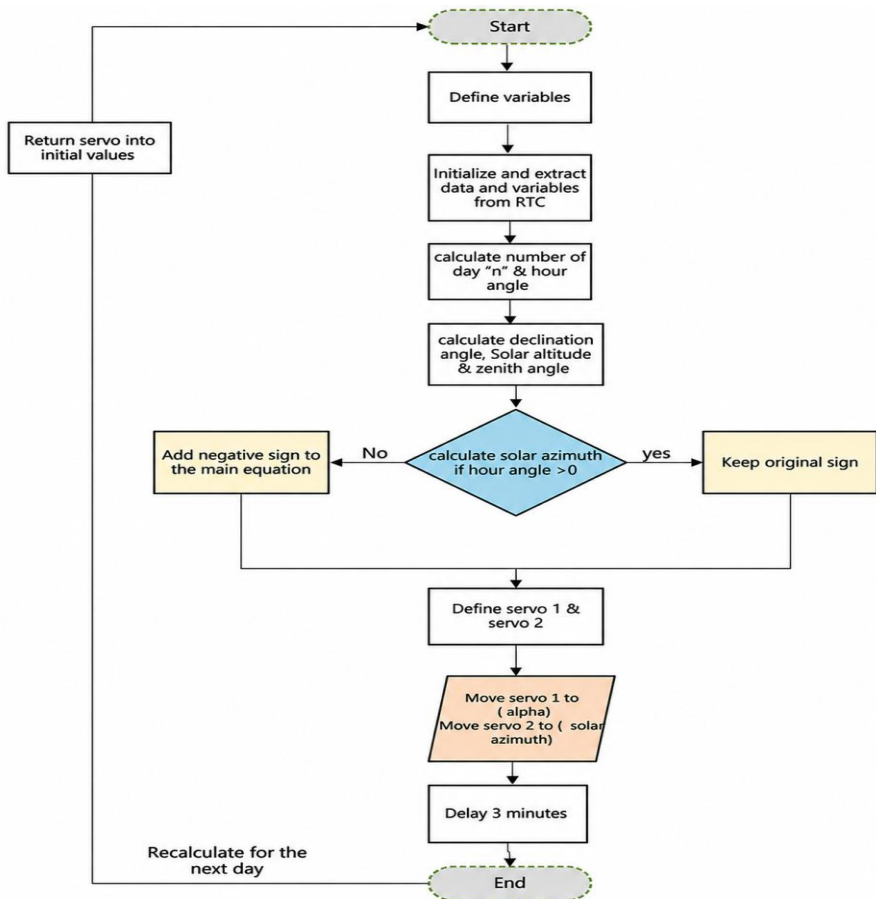 Start
Define variables
Return servo into
initial values
Initialize and extract
data and variables
from RTC
calculate number of
day "n" & hour
angle
calculate declination
angle, Solar altitude
& zenith angle
Add negative sign to
the main equation
No
calculate solar azimuth
if hour angle >0
yes
Keep original sign
Define servo 1 &
servo 2
Move servo 1 to
( alpha)
Move servo 2 to ( solar
azimuth)
Delay 3 minutes
Recalculate for the
next day
End